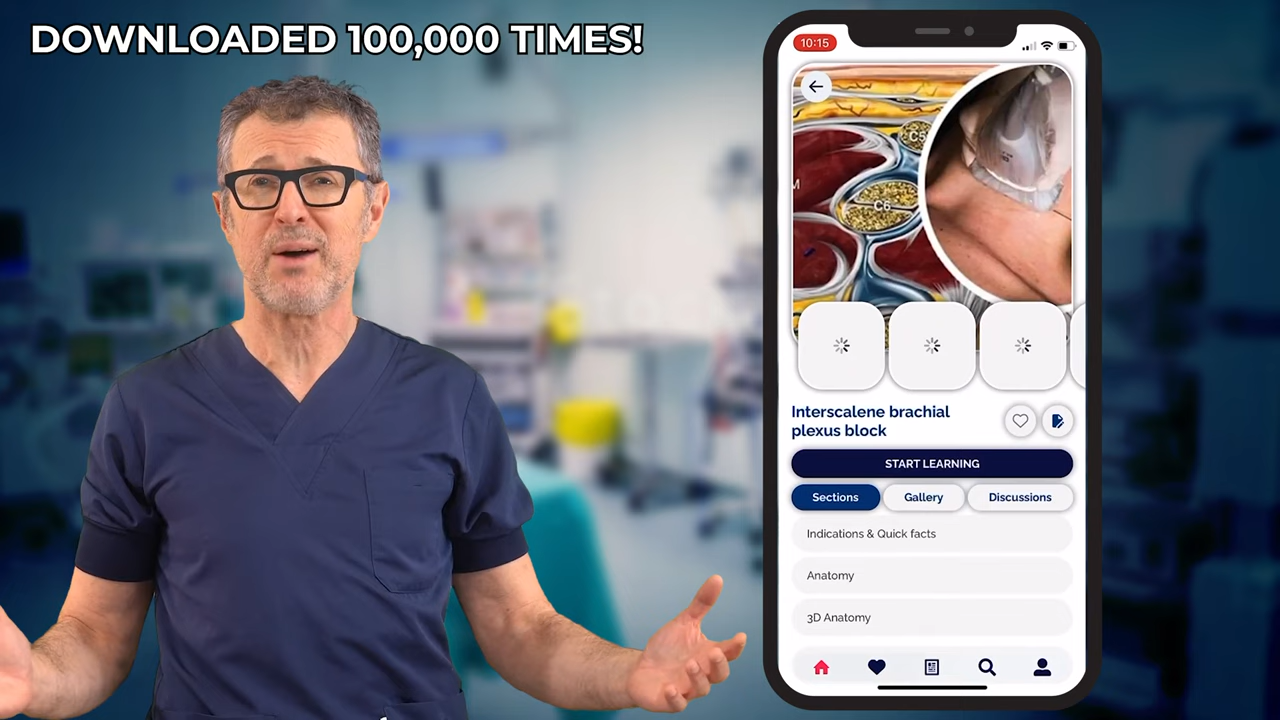 DOWNLOADED 100,000 TIMES!
10:15
C5
M
C6
Interscalene brachial
plexus block
START LEARNING
Sections
Gallery
Discussions
Indications & Quick facts
Anatomy
3D Anatomy